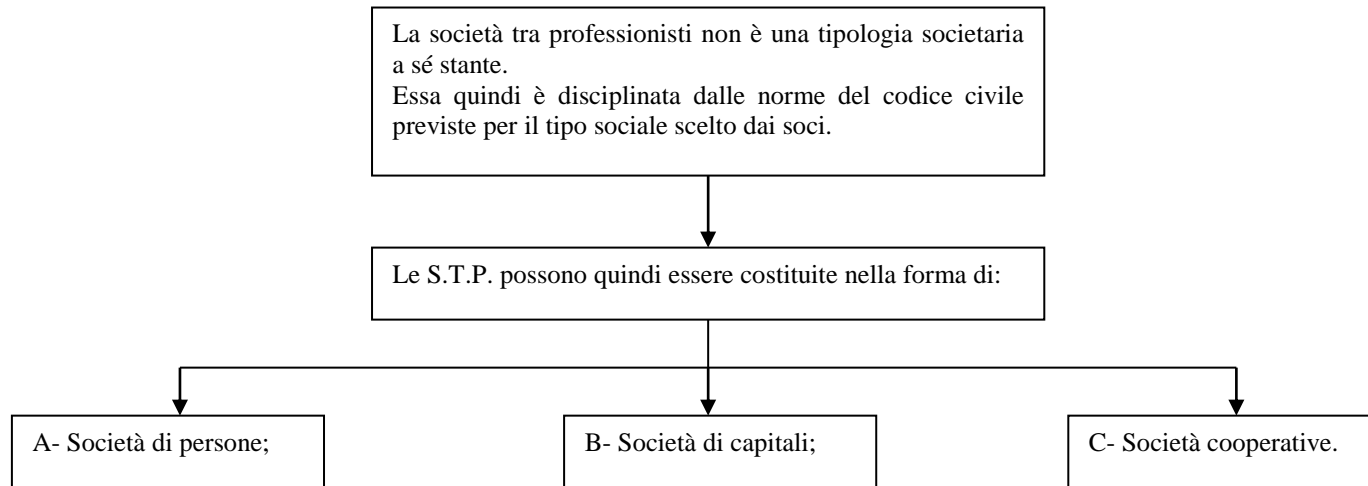 La società tra professionisti non è una tipologia societaria
a sé stante.
Essa quindi è disciplinata dalle norme del codice civile
previste per il tipo sociale scelto dai soci.
Le S.T.P. possono quindi essere costituite nella forma di:
A- Società di persone;
B- Società di capitali;
C- Società cooperative.